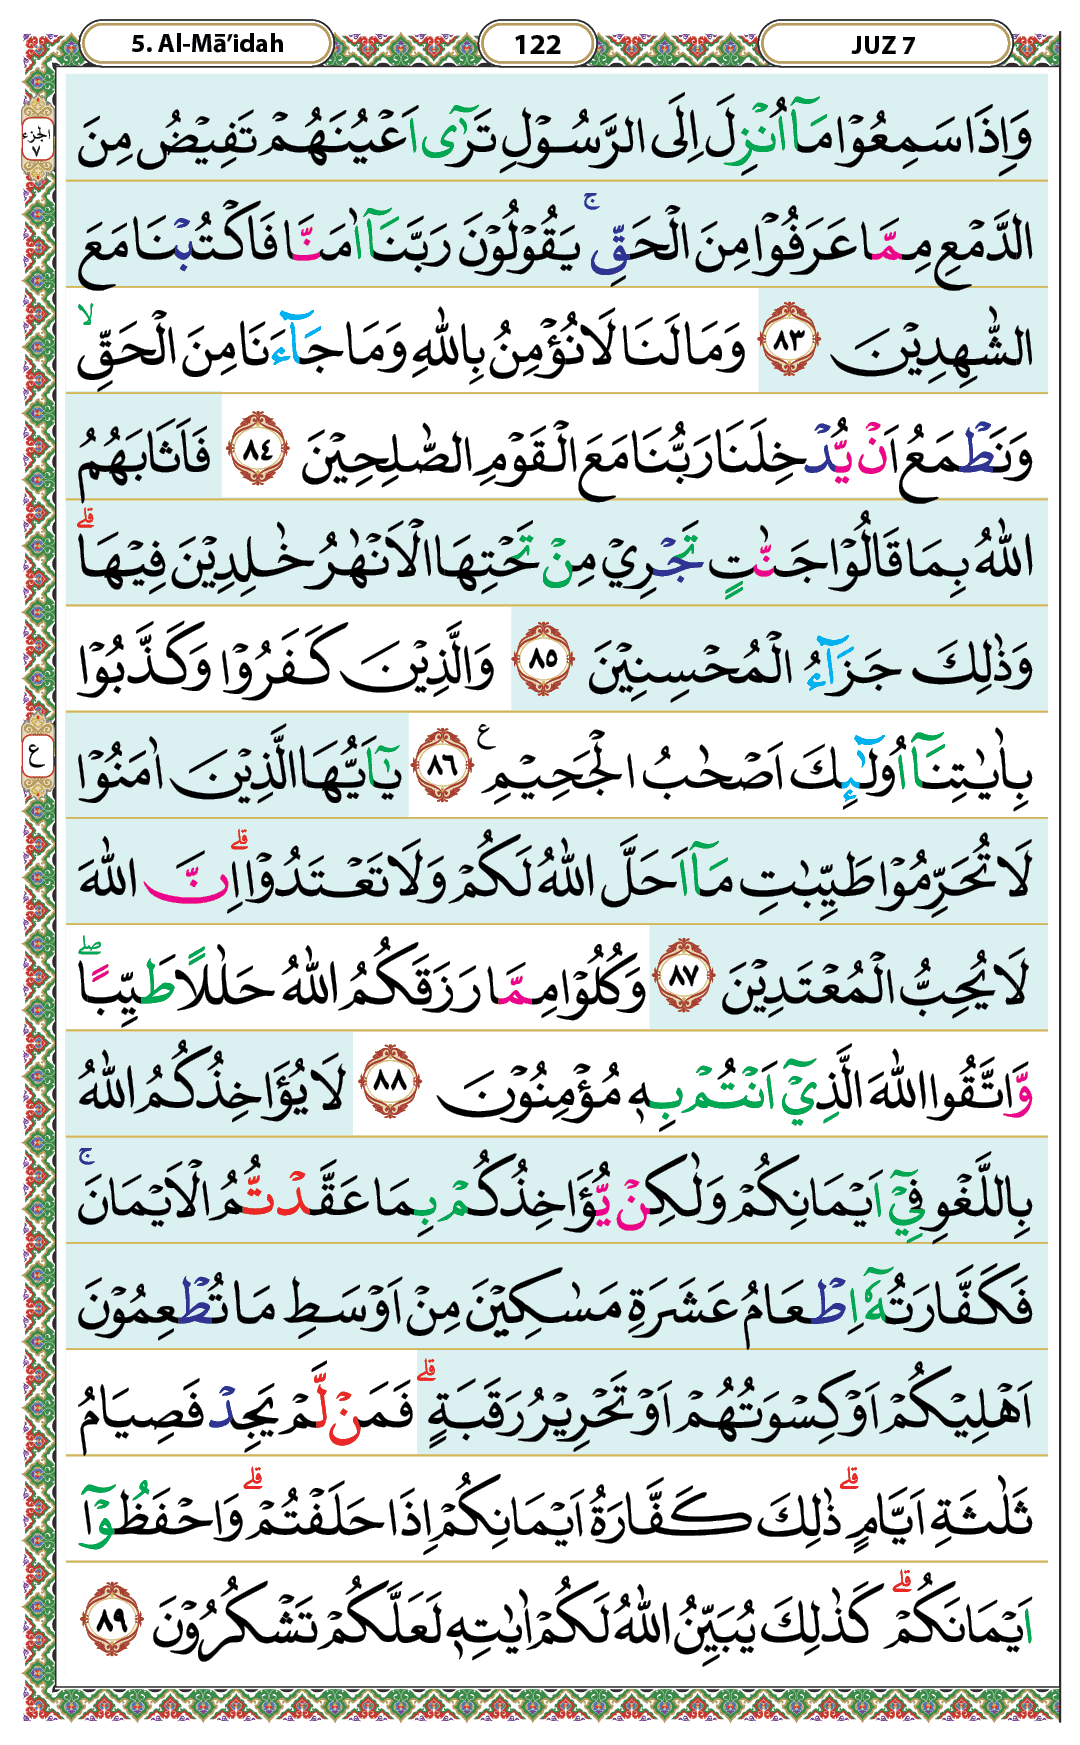 5. Al-Mā’idah 122 JUZ 7
الجزء ٧
وَاِذَا سَمِعُوْا مَآ اُنْزِلَ اِلَى الرَّسُوْلِ تَرٰٓى اَعْيُنَهُمْ تَفِيْضُ مِنَ
الدَّمْعِ مِمَّا عَرَفُوْا مِنَ الْحَقِّۚ يَقُوْلُوْنَ رَبَّنَآ اٰمَنَّا فَاكْتُبْنَا مَعَ
الشّٰهِدِيْنَ ٨٣ وَمَا لَنَا لَا نُؤْمِنُ بِاللّٰهِ وَمَا جَاۤءَنَا مِنَ الْحَقِّۙ
وَنَطْمَعُ اَنْ يُّدْخِلَنَا رَبُّنَا مَعَ الْقَوْمِ الصّٰلِحِيْنَ ٨٤ فَاَثَابَهُمُ
اللّٰهُ بِمَا قَالُوْا جَنّٰتٍ تَجْرِيْ مِنْ تَحْتِهَا الْاَنْهٰرُ خٰلِدِيْنَ فِيْهَاۗ
وَذٰلِكَ جَزَاۤءُ الْمُحْسِنِيْنَ ٨٥ وَالَّذِيْنَ كَفَرُوْا وَكَذَّبُوْا
بِاٰيٰتِنَآ اُولٰۤىِٕكَ اَصْحٰبُ الْجَحِيْمِ ࣖ ٨٦ يٰٓاَيُّهَا الَّذِيْنَ اٰمَنُوْا
ع
لَا تُحَرِّمُوْا طَيِّبٰتِ مَآ اَحَلَّ اللّٰهُ لَكُمْ وَلَا تَعْتَدُوْاۗ اِنَّ اللّٰهَ
لَا يُحِبُّ الْمُعْتَدِيْنَ ٨٧ وَكُلُوْا مِمَّا رَزَقَكُمُ اللّٰهُ حَلٰلًا طَيِّبًاۖ
وَّاتَّقُوا اللّٰهَ الَّذِيْٓ اَنْتُمْ بِهٖ مُؤْمِنُوْنَ ٨٨ لَا يُؤَاخِذُكُمُ اللّٰهُ
بِاللَّغْوِ فِيْٓ اَيْمَانِكُمْ وَلٰكِنْ يُّؤَاخِذُكُمْ بِمَا عَقَّدْتُّمُ الْاَيْمَانَۚ
فَكَفَّارَتُهٗٓ اِطْعَامُ عَشَرَةِ مَسٰكِيْنَ مِنْ اَوْسَطِ مَا تُطْعِمُوْنَ
اَهْلِيْكُمْ اَوْ كِسْوَتُهُمْ اَوْ تَحْرِيْرُ رَقَبَةٍۗ فَمَنْ لَّمْ يَجِدْ فَصِيَامُ
ثَلٰثَةِ اَيَّامٍۗ ذٰلِكَ كَفَّارَةُ اَيْمَانِكُمْ اِذَا حَلَفْتُمْۗ وَاحْفَظُوْٓا
اَيْمَانَكُمْۗ كَذٰلِكَ يُبَيِّنُ اللّٰهُ لَكُمْ اٰيٰتِهٖ لَعَلَّكُمْ تَشْكُرُوْنَ ٨٩